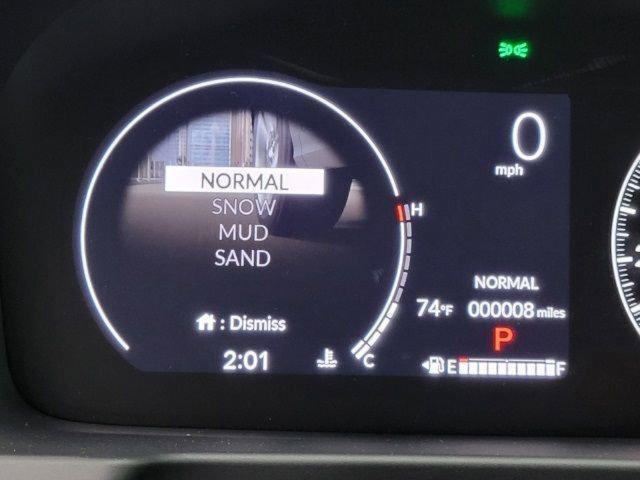 0
mph
NORMAL
SNOW
MUD
SAND
H
NORMAL
74°F 000008 miles
: Dismiss
P
2:01
C
E F